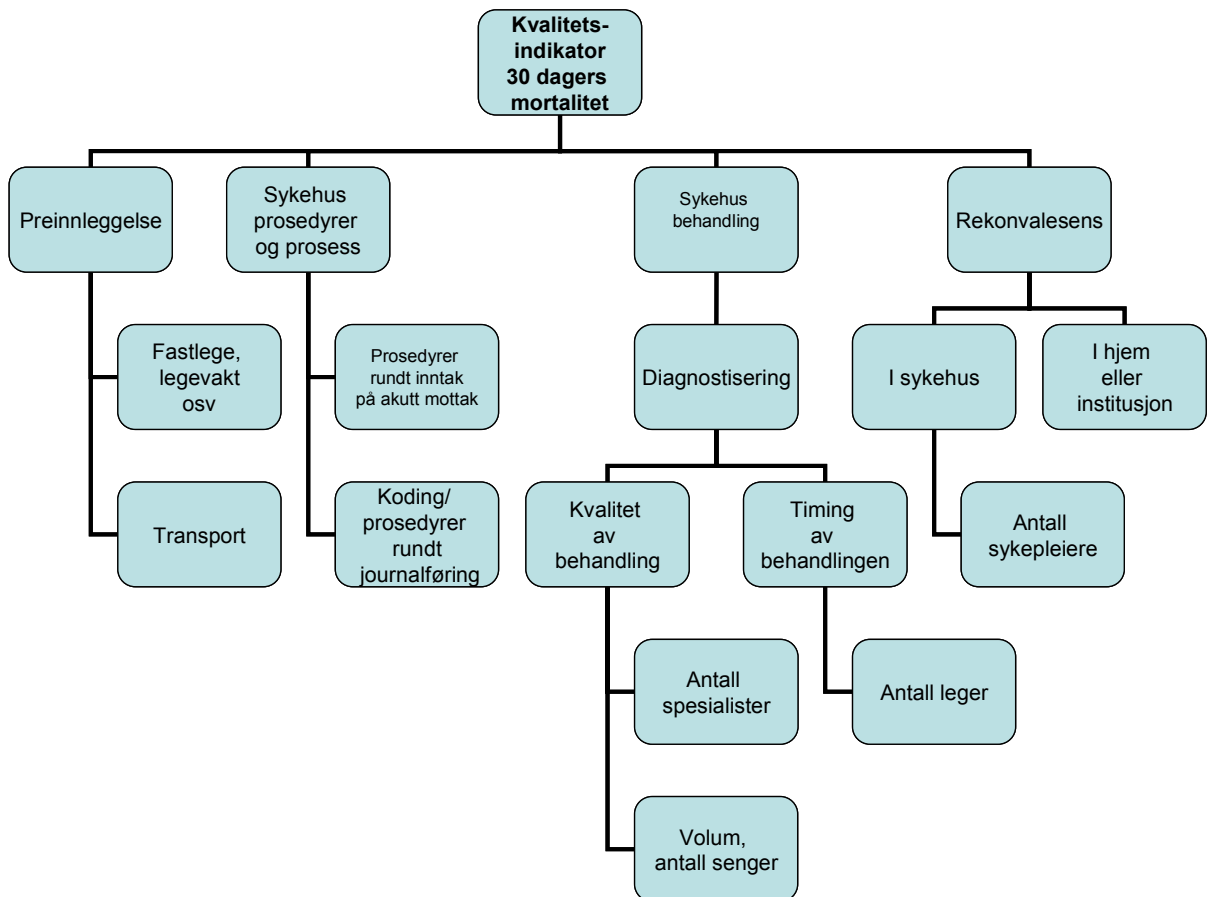 Kvalitets-
indikator
30 dagers
mortalitet
Preinnleggelse
Sykehus
prosedyrer
og prosess
Sykehus
behandling
Rekonvalesens
Fastlege,
legevakt
osv
Prosedyrer
rundt inntak
på akutt mottak
Diagnostisering
I sykehus
I hjem
eller
institusjon
Transport
Koding/
prosedyrer
rundt
journalføring
Kvalitet
av
behandling
Timing
av
behandlingen
Antall
sykepleiere
Antall
spesialister
Antall leger
Volum,
antall senger